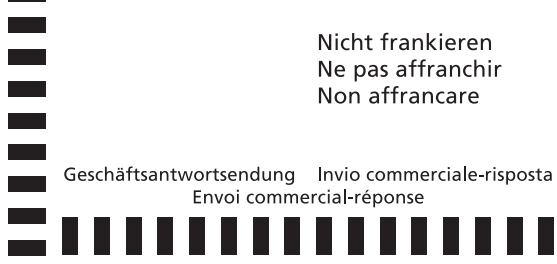 Nicht frankieren
Ne pas affranchir
Non affrancare
Geschäftsantwortsendung Invio commerciale-risposta
Envoi commercial-réponse